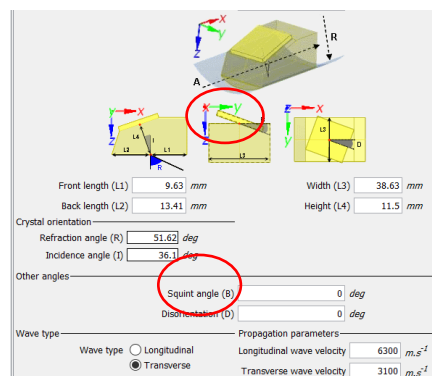 X
Y
Z
R
A
Y X X Y Z X
Z L4 I Z B Y L3 D
L2 L1 L3
R
Front length (L1) 9.63 mm Width (L3) 38.63 mm
Back length (L2) 13.41 mm Height (L4) 11.5 mm
Crystal orientation
Refraction angle (R) 51.62 deg
Incidence angle (I) 36.1 deg
Other angles
Squint angle (B) 0 deg
Disorientation (D) 0 deg
Wave type Propagation parameters
Wave type Longitudinal Longitudinal wave velocity 6300 m.s⁻¹
Transverse Transverse wave velocity 3100 m.s⁻¹